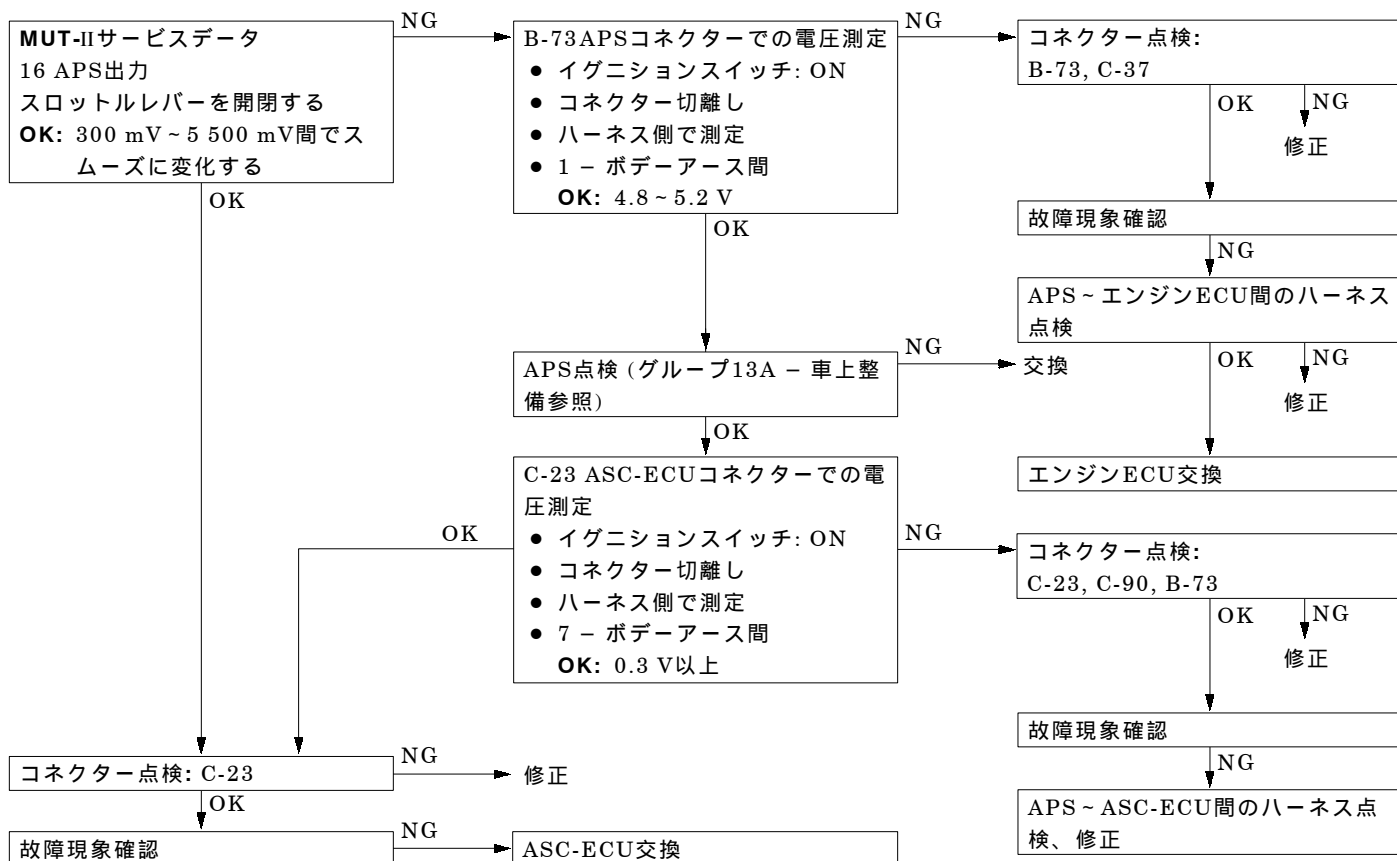 MUT-IIサービスデータ
16 APS出力
スロットルレバーを開閉する
OK: 300 mV ~ 5 500 mV間でス
ムーズに変化する
NG
OK
B-73APSコネクターでの電圧測定
● イグニションスイッチ: ON
● コネクター切離し
● ハーネス側で測定
● 1 – ボデーアース間
OK: 4.8 ~ 5.2 V
NG
OK
コネクター点検:
B-73, C-37
OK
NG
修正
故障現象確認
NG
APS ~ エンジンECU間のハーネス
点検
OK
NG
修正
エンジンECU交換
APS点検 (グループ13A – 車上整
備参照)
NG
交換
OK
C-23 ASC-ECUコネクターでの電
圧測定
● イグニションスイッチ: ON
● コネクター切離し
● ハーネス側で測定
● 7 – ボデーアース間
OK: 0.3 V以上
OK
NG
コネクター点検:
C-23, C-90, B-73
OK
NG
修正
故障現象確認
NG
APS ~ ASC-ECU間のハーネス点
検、修正
コネクター点検: C-23
NG
修正
OK
故障現象確認
NG
ASC-ECU交換